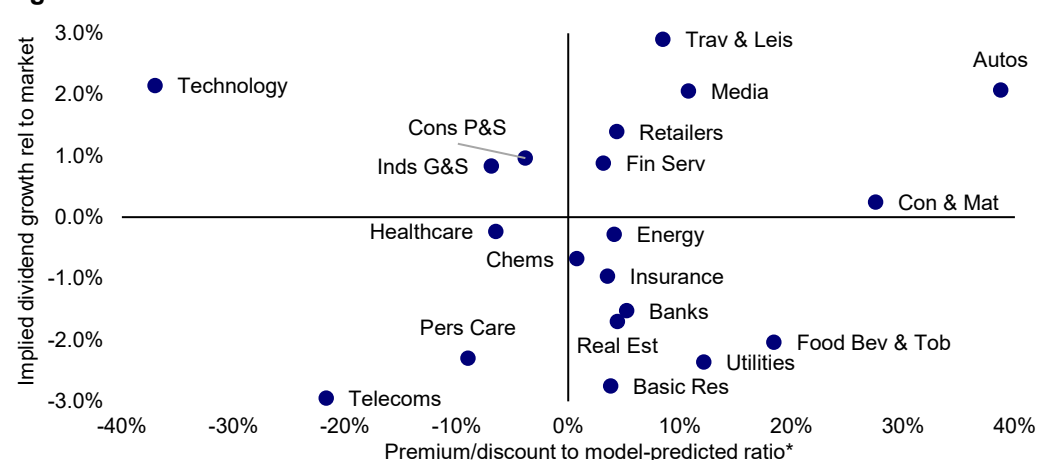 Implied dividend growth rel to market
3.0%
2.0%
1.0%
0.0%
-1.0%
-2.0%
-3.0%
Trav & Leis
Autos
Technology
Media
Cons P&S
Retailers
Inds G&S
Fin Serv
Con & Mat
Healthcare
Energy
Chems
Insurance
Banks
Pers Care
Real Est
Food Bev & Tob
Utilities
Basic Res
Telecoms
-40%
-30%
-20%
-10%
0%
10%
20%
30%
40%
Premium/discount to model-predicted ratio*